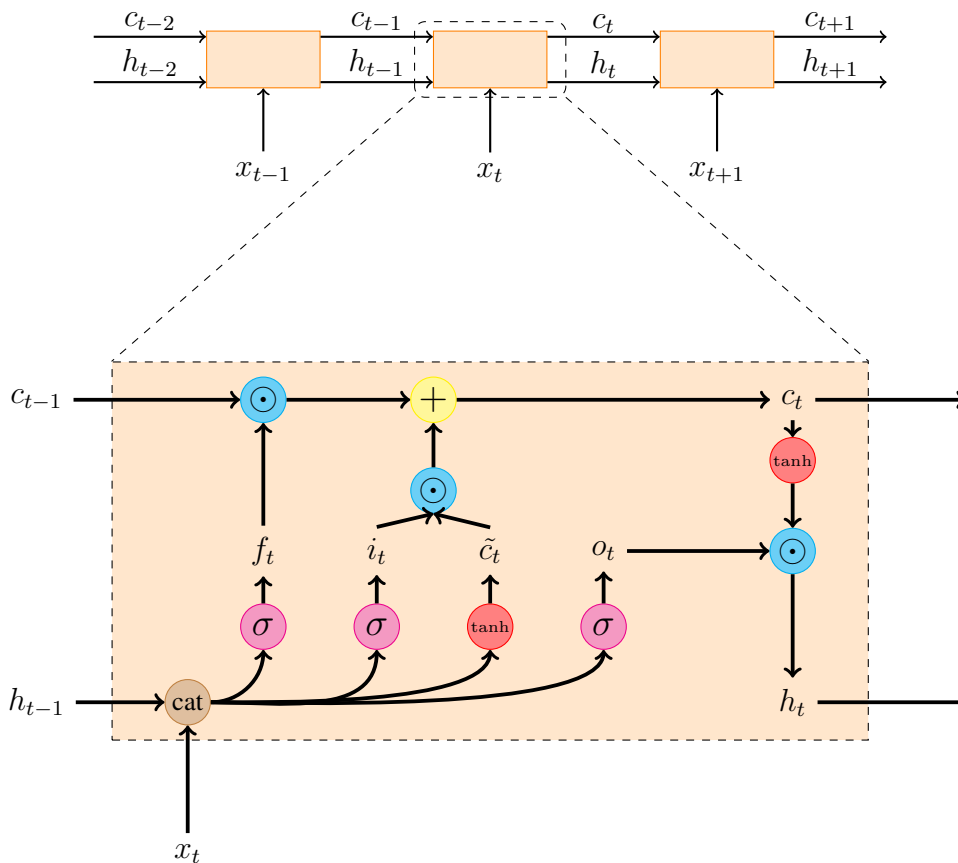 c_{t−2} c_{t−1} c_t c_{t+1}
h_{t−2} h_{t−1} h_t h_{t+1}
x_{t−1} x_t x_{t+1}
c_{t−1} ⊙ + c_t
tanh
⊙
f_t i_t c̃_t o_t ⊙
σ σ tanh σ
h_{t−1} cat h_t
x_t